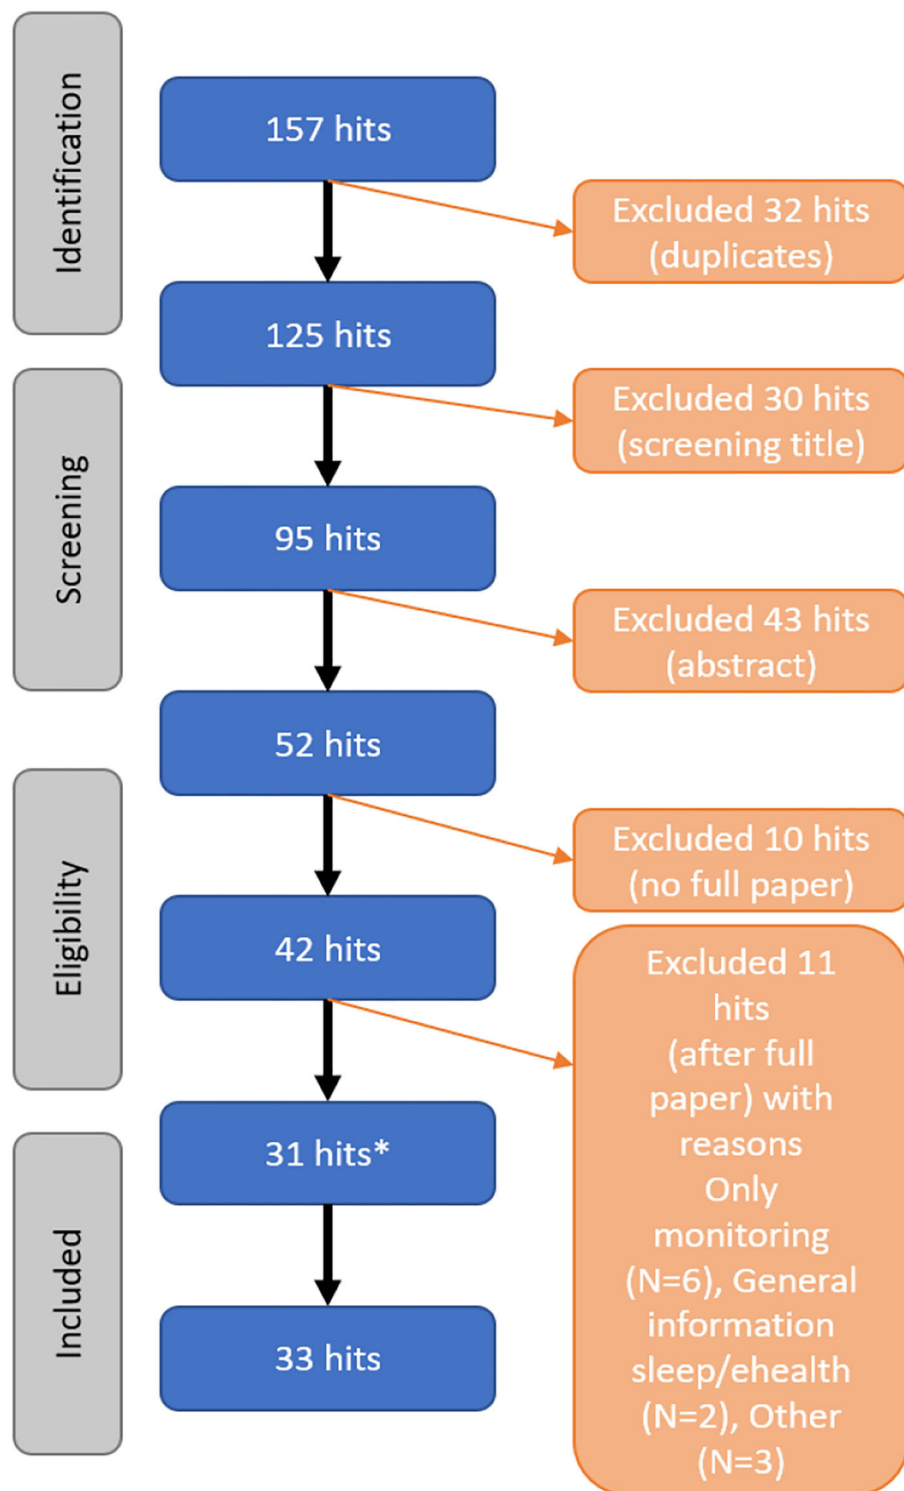 Identification
157 hits
Excluded 32 hits
(duplicates)
125 hits
Screening
Excluded 30 hits
(screening title)
95 hits
Excluded 43 hits
(abstract)
52 hits
Eligibility
Excluded 10 hits
(no full paper)
42 hits
Excluded 11
hits
(after full
paper) with
reasons
Only
monitoring
(N=6), General
information
sleep/ehealth
(N=2), Other
(N=3)
Included
31 hits*
33 hits